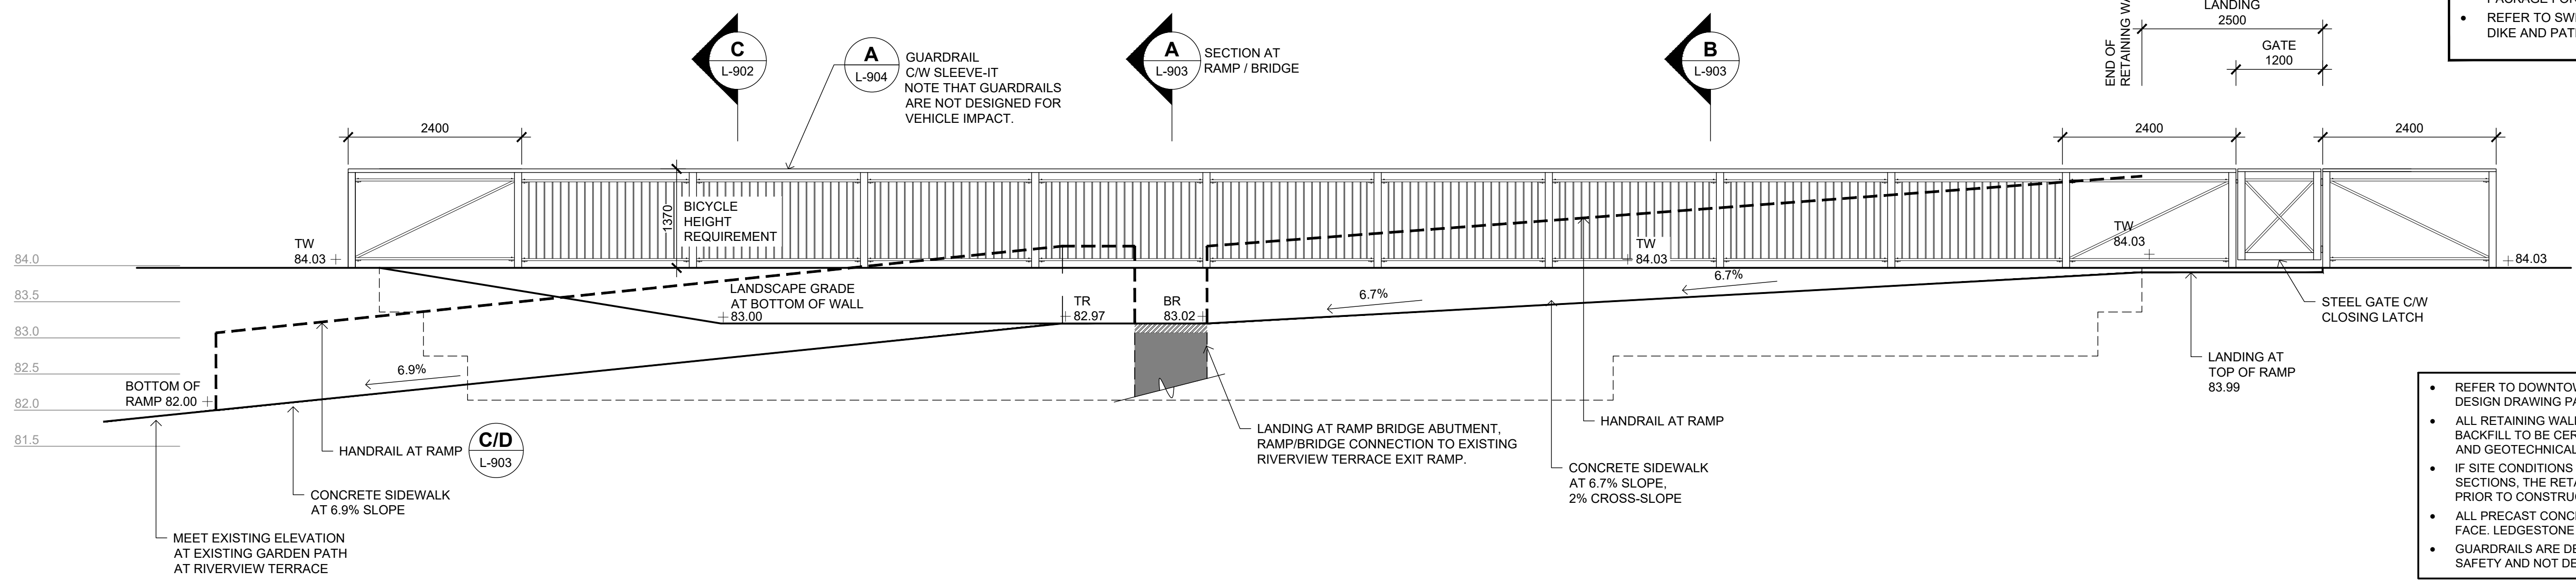 C
L-902
A
L-904
GUARDRAIL
C/W SLEEVE-IT
NOTE THAT GUARDRAILS
ARE NOT DESIGNED FOR
VEHICLE IMPACT.
A
L-903
SECTION AT
RAMP / BRIDGE
B
L-903
END OF
RETAINING WA
LANDING
2500
GATE
1200
• REFER TO SW
DIKE AND PAT
2400
2400
2400
1370
BICYCLE
HEIGHT
REQUIREMENT
TW
84.03
TW
84.03
TW
84.03
84.03
84.0
83.5
83.0
82.5
82.0
81.5
LANDSCAPE GRADE
AT BOTTOM OF WALL
83.00
TR
82.97
BR
83.02
6.7%
6.7%
STEEL GATE C/W
CLOSING LATCH
LANDING AT
TOP OF RAMP
83.99
6.9%
BOTTOM OF
RAMP 82.00
HANDRAIL AT RAMP
C/D
L-903
CONCRETE SIDEWALK
AT 6.9% SLOPE
MEET EXISTING ELEVATION
AT EXISTING GARDEN PATH
AT RIVERVIEW TERRACE
LANDING AT RAMP BRIDGE ABUTMENT,
RAMP/BRIDGE CONNECTION TO EXISTING
RIVERVIEW TERRACE EXIT RAMP.
HANDRAIL AT RAMP
CONCRETE SIDEWALK
AT 6.7% SLOPE,
2% CROSS-SLOPE
• REFER TO DOWNTOW
DESIGN DRAWING PA
• ALL RETAINING WAL
BACKFILL TO BE CER
AND GEOTECHNICAL
• IF SITE CONDITIONS
SECTIONS, THE RETA
PRIOR TO CONSTRU
• ALL PRECAST CONC
FACE. LEDGESTONE
• GUARDRAILS ARE DE
SAFETY AND NOT DE